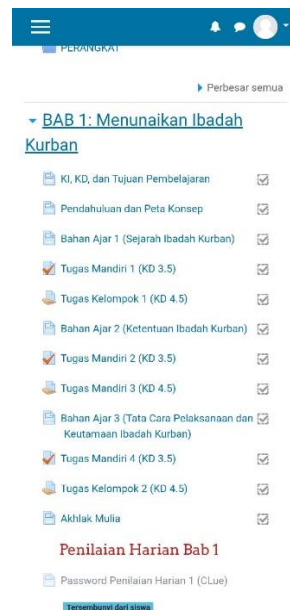 PERANGKAT
Perbesar semua
BAB 1: Menunaikan Ibadah
Kurban
KI, KD, dan Tujuan Pembelajaran
Pendahuluan dan Peta Konsep
Bahan Ajar 1 (Sejarah Ibadah Kurban)
Tugas Mandiri 1 (KD 3.5)
Tugas Kelompok 1 (KD 4.5)
Bahan Ajar 2 (Ketentuan Ibadah Kurban)
Tugas Mandiri 2 (KD 3.5)
Tugas Mandiri 3 (KD 4.5)
Bahan Ajar 3 (Tata Cara Pelaksanaan dan
Keutamaan Ibadah Kurban)
Tugas Mandiri 4 (KD 3.5)
Tugas Kelompok 2 (KD 4.5)
Akhlak Mulia
Penilaian Harian Bab 1
Password Penilaian Harian 1 (CLue)
Tersembunyi dari siswa